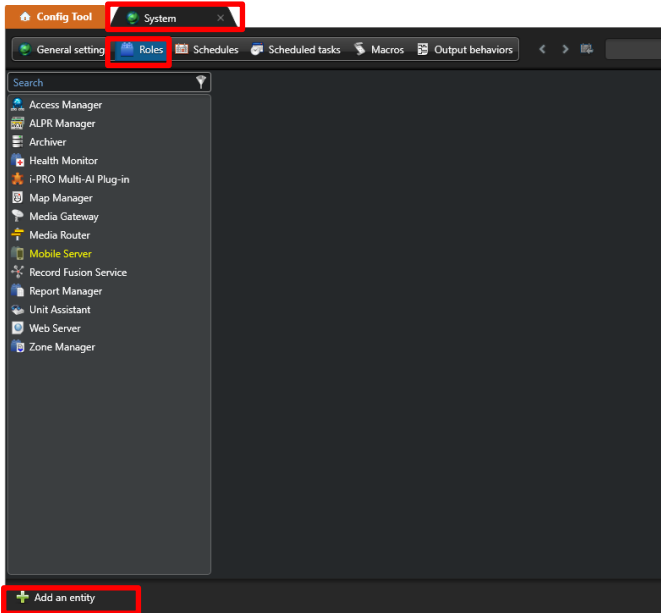 Config Tool
System
General setting
Roles
Schedules
Scheduled tasks
Macros
Output behaviors
Search
Access Manager
ALPR Manager
Archiver
Health Monitor
i-PRO Multi-AI Plug-in
Map Manager
Media Gateway
Media Router
Mobile Server
Record Fusion Service
Report Manager
Unit Assistant
Web Server
Zone Manager
Add an entity